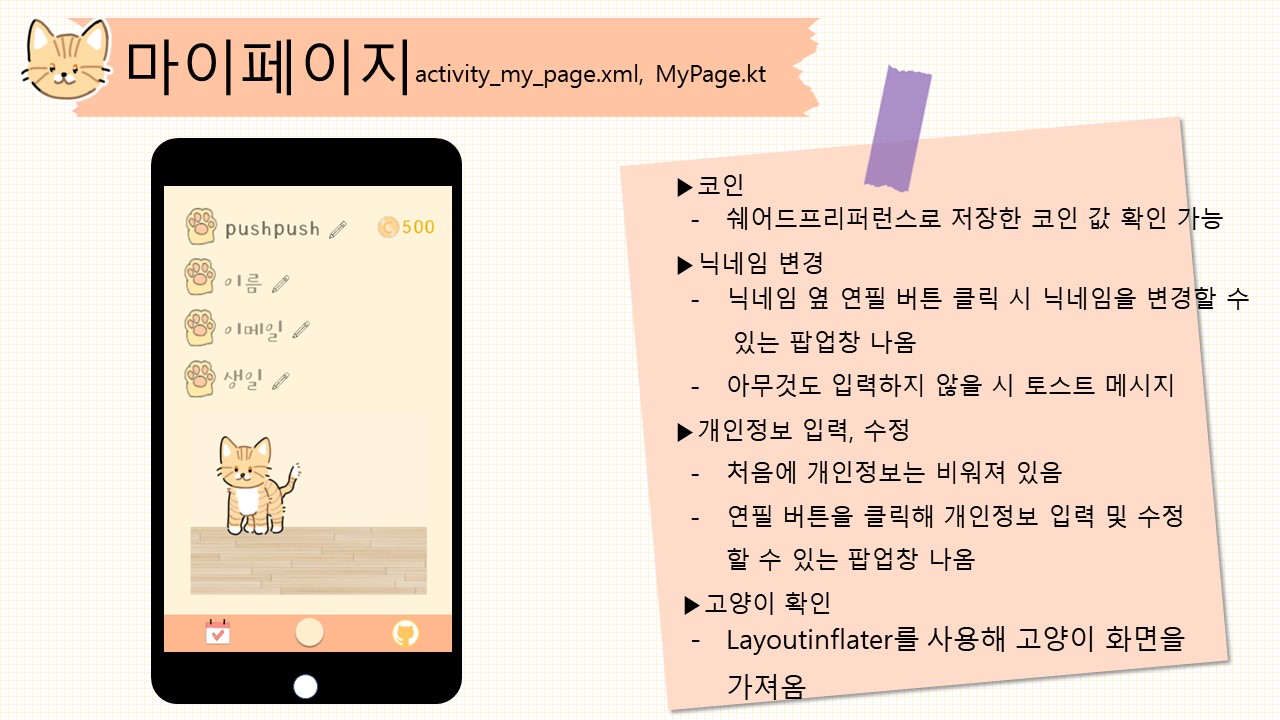 마이페이지 activity_my_page.xml, MyPage.kt
pushpush
500
이름
이메일
생일
▶코인
- 쉐어드프리퍼런스로 저장한 코인 값 확인 가능
▶닉네임 변경
- 닉네임 옆 연필 버튼 클릭 시 닉네임을 변경할 수
있는 팝업창 나옴
- 아무것도 입력하지 않을 시 토스트 메시지
▶개인정보 입력, 수정
- 처음에 개인정보는 비워져 있음
- 연필 버튼을 클릭해 개인정보 입력 및 수정
할 수 있는 팝업창 나옴
▶고양이 확인
- Layoutinflater를 사용해 고양이 화면을
가져옴